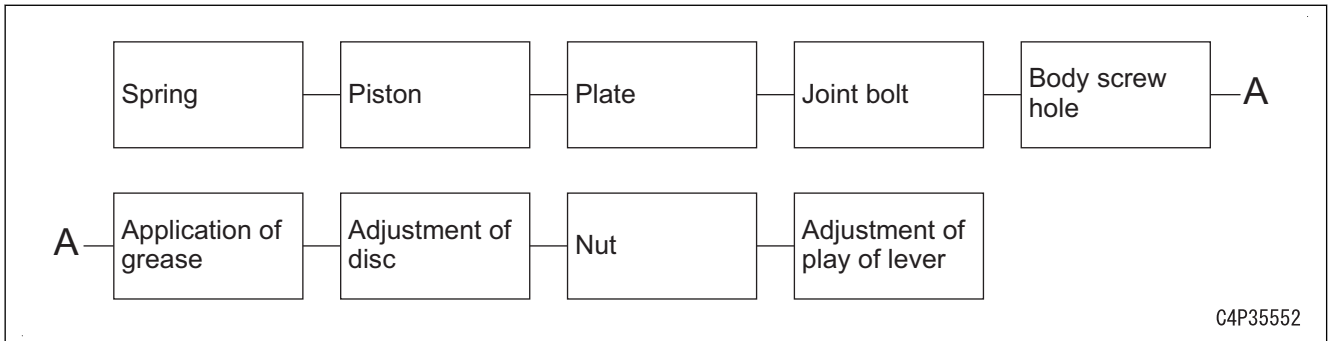 Spring
Piston
Plate
Joint bolt
Body screw
hole
A
A
Application of
grease
Adjustment of
disc
Nut
Adjustment of
play of lever
C4P35552